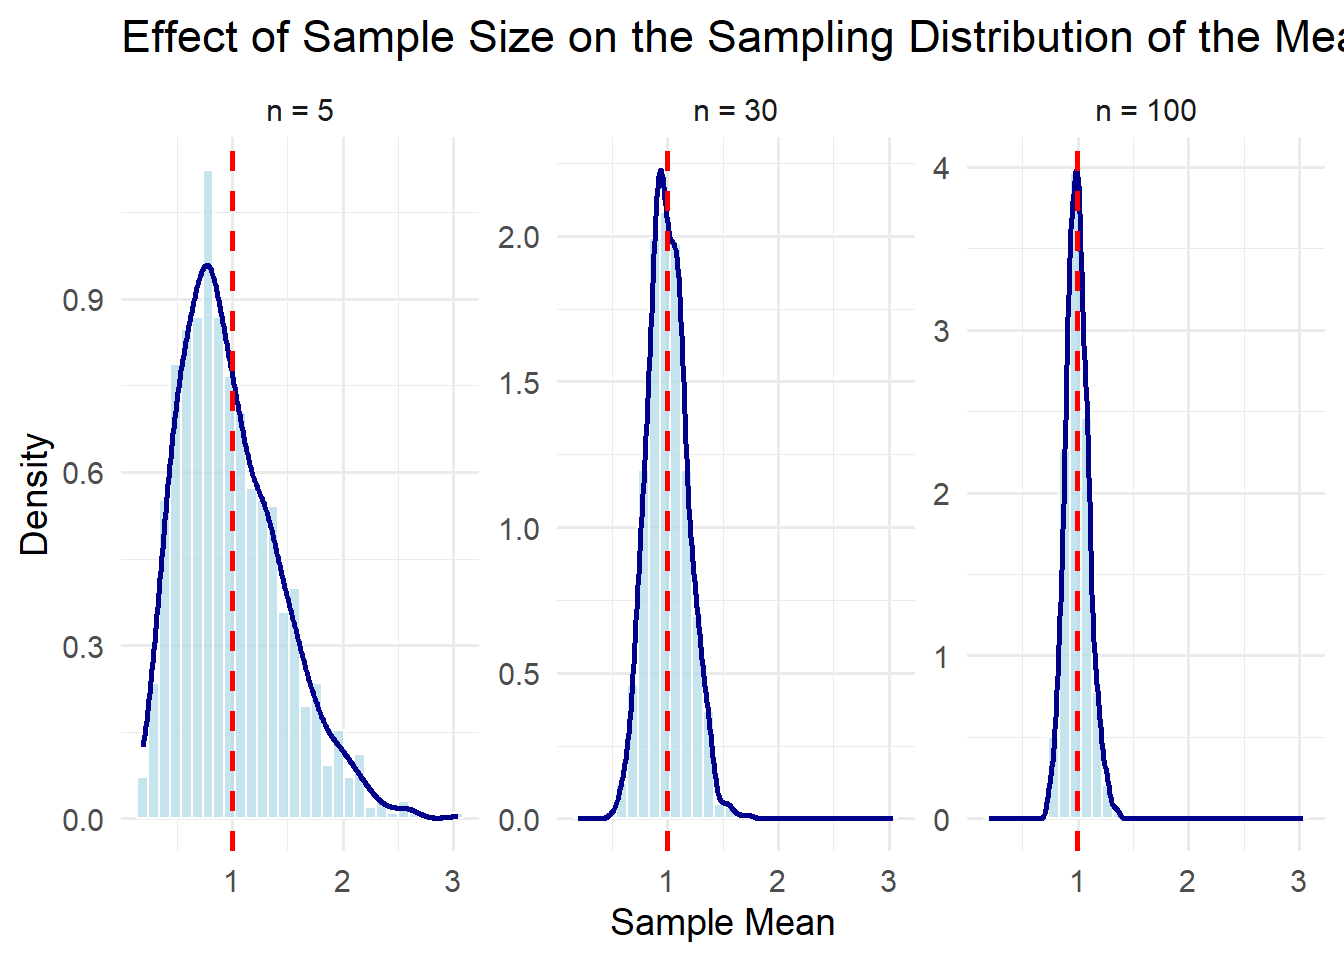 Effect of Sample Size on the Sampling Distribution of the Mea
n = 5
n = 30
n = 100
Density
0.9
0.6
0.3
0.0
2.0
1.5
1.0
0.5
0.0
4
3
2
1
0
1 2 3
1 2 3
1 2 3
Sample Mean